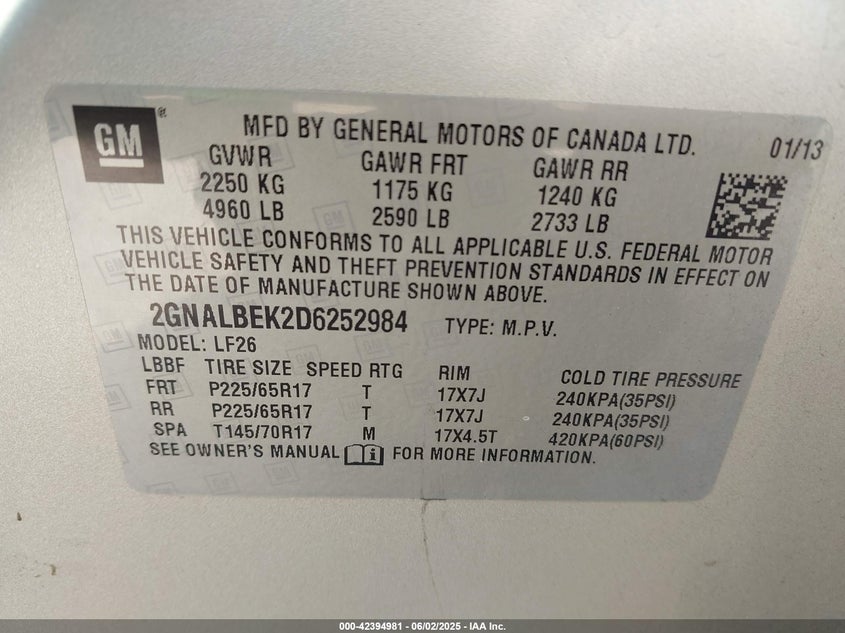 GM®
MFD BY GENERAL MOTORS OF CANADA LTD. 01/13
GVWR GAWR FRT GAWR RR
2250 KG 1175 KG 1240 KG
4960 LB 2590 LB 2733 LB
THIS VEHICLE CONFORMS TO ALL APPLICABLE U.S. FEDERAL MOTOR
VEHICLE SAFETY AND THEFT PREVENTION STANDARDS IN EFFECT ON
THE DATE OF MANUFACTURE SHOWN ABOVE.
2GNALBEK2D6252984 TYPE: M.P.V.
MODEL: LF26
LBBF TIRE SIZE SPEED RTG RIM COLD TIRE PRESSURE
FRT P225/65R17 T 17X7J 240KPA(35PSI)
RR P225/65R17 T 17X7J 240KPA(35PSI)
SPA T145/70R17 M 17X4.5T 420KPA(60PSI)
SEE OWNER'S MANUAL FOR MORE INFORMATION.
000-42394981 - 06/02/2025 - IAA Inc.